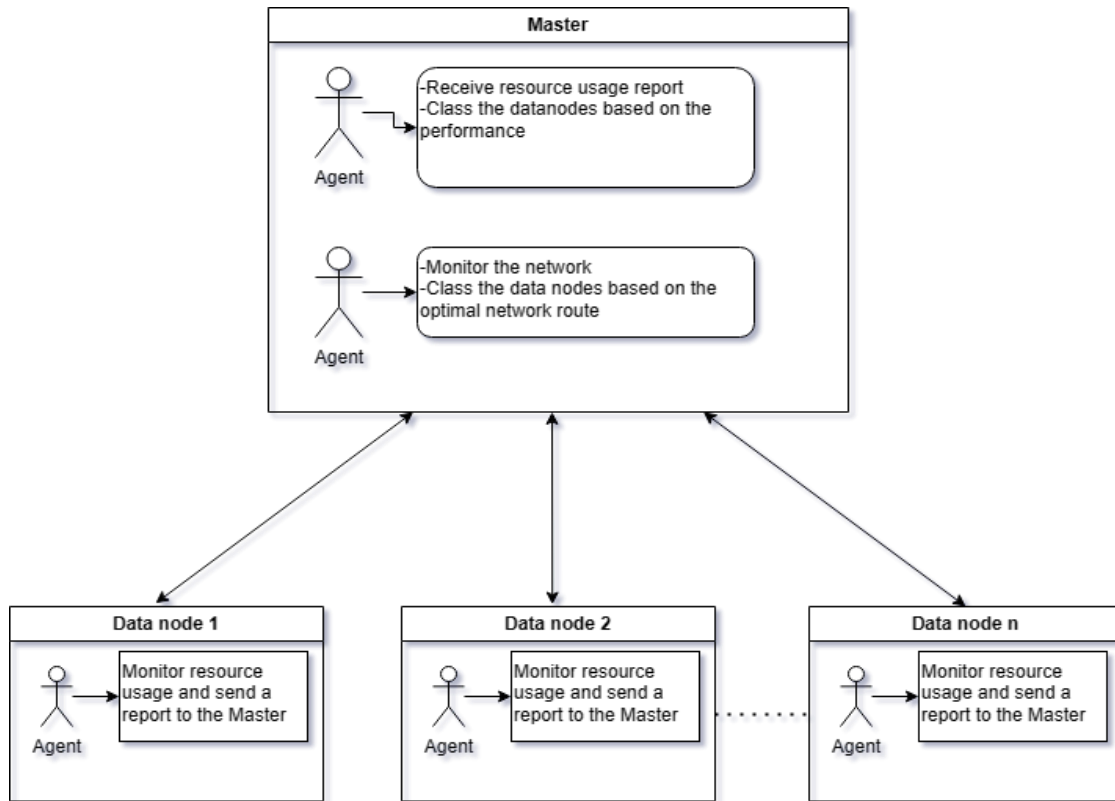 Master
-Receive resource usage report
-Class the datanodes based on the
performance
Agent
-Monitor the network
-Class the data nodes based on the
optimal network route
Agent
Data node 1
Monitor resource
usage and send a
report to the Master
Agent
Data node 2
Monitor resource
usage and send a
report to the Master
Agent
Data node n
Monitor resource
usage and send a
report to the Master
Agent